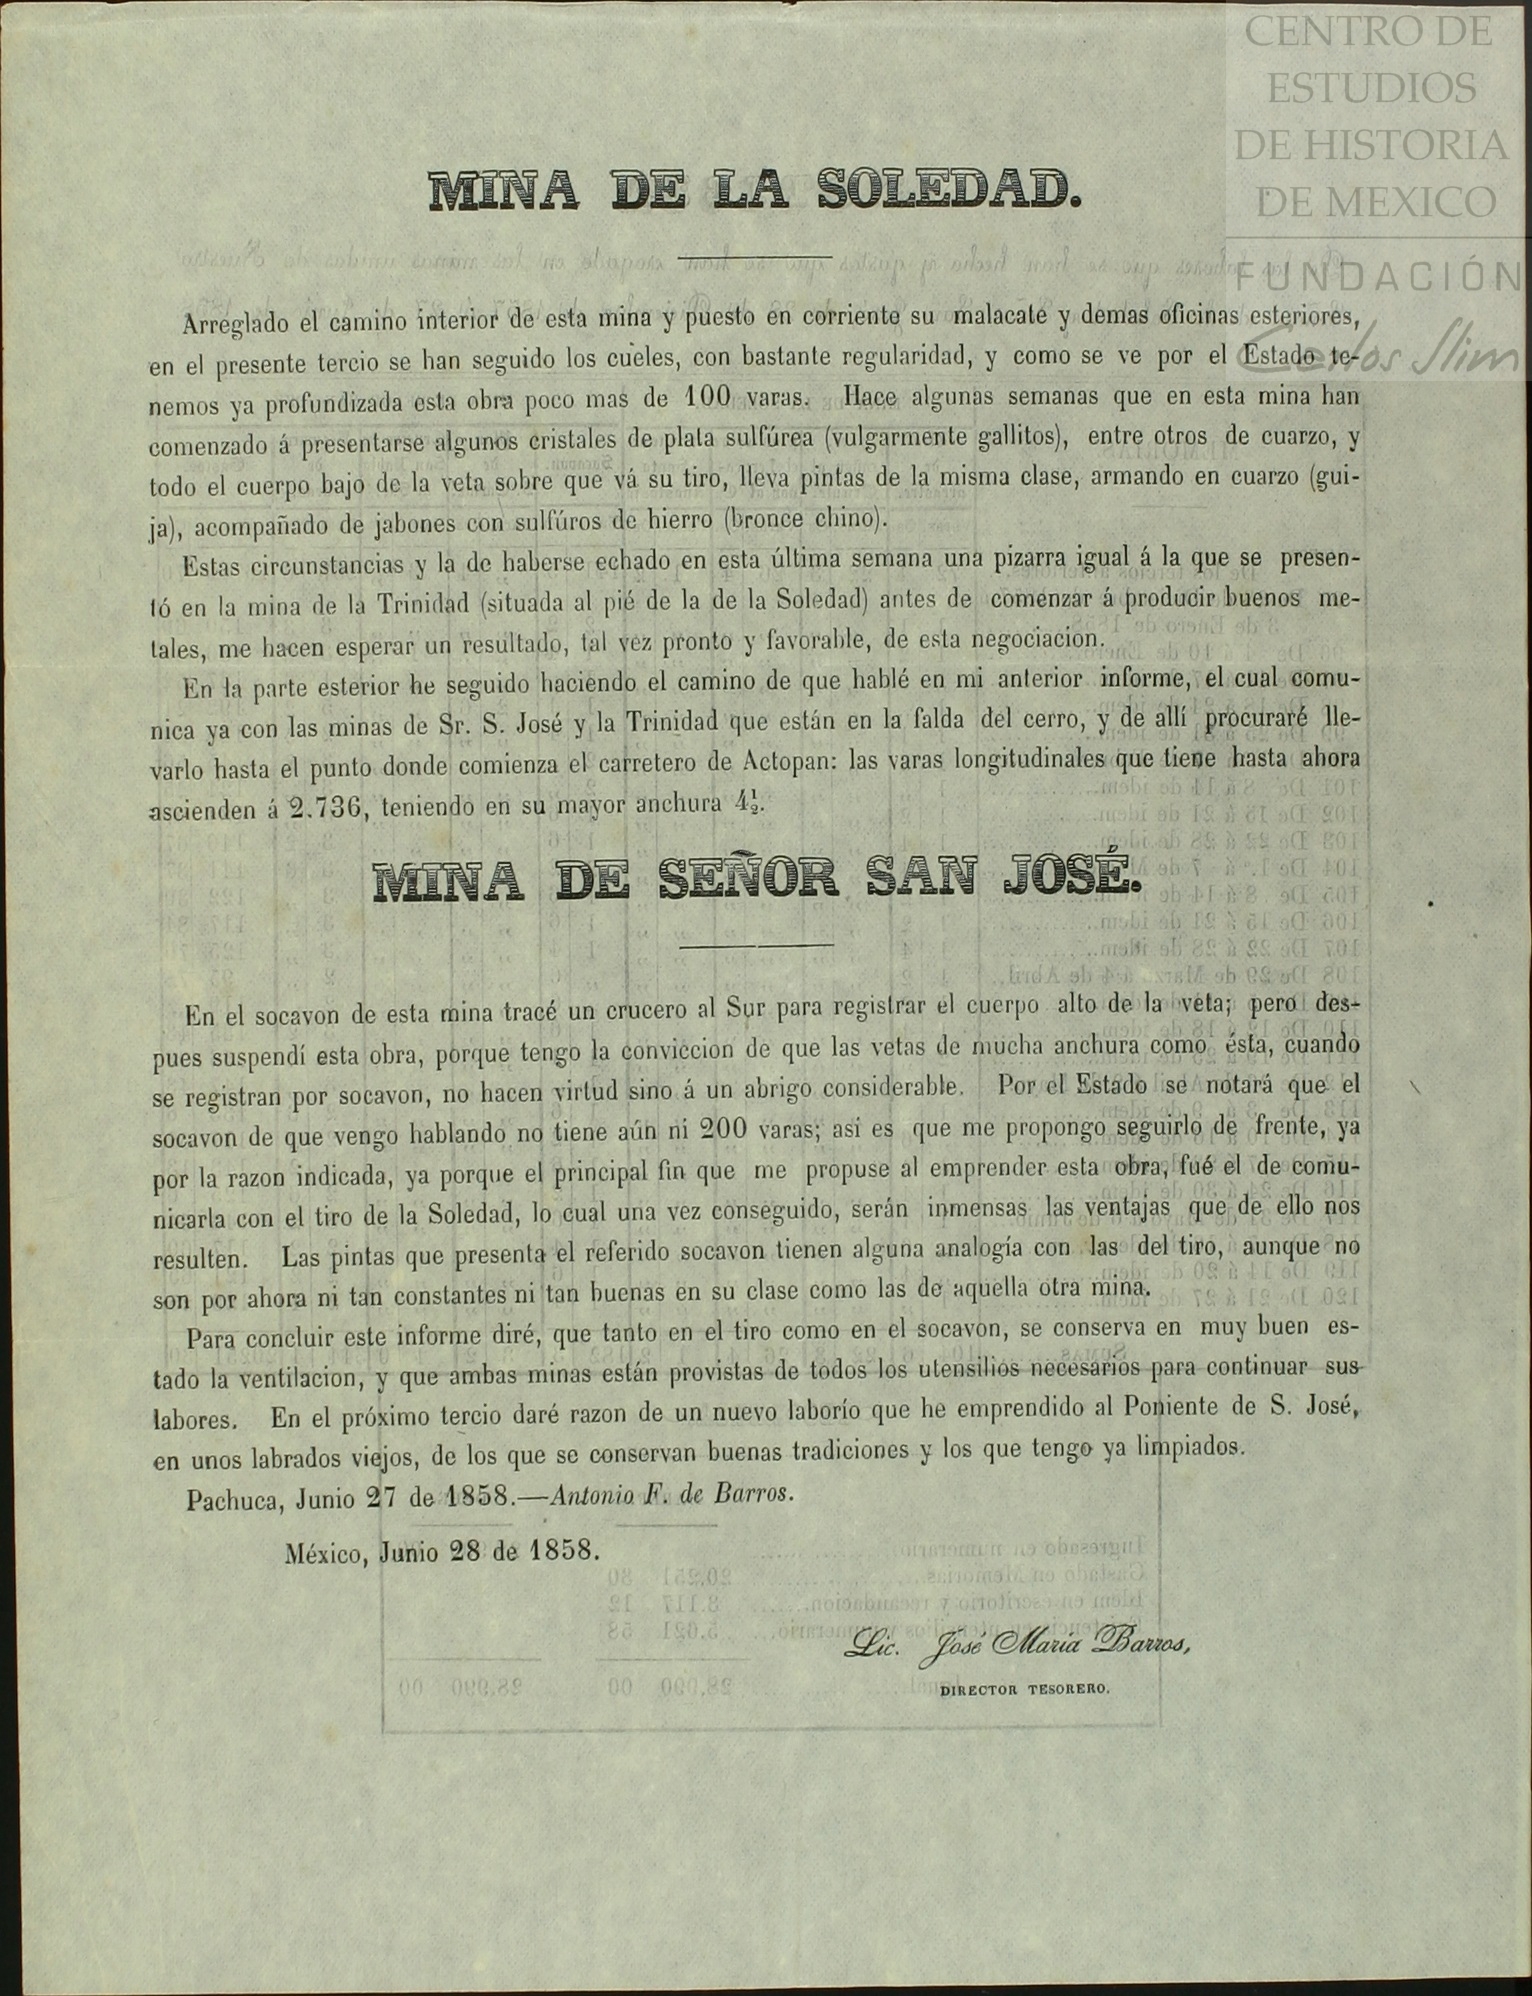 CENTRO DE
ESTUDIOS
DE HISTORIA
DE MEXICO
FUNDACIÓN
Carlos Slim
MINA DE LA SOLEDAD.
Arreglado el camino interior de esta mina y puesto en corriente su malacate y demas oficinas esteriores,
en el presente tercio se han seguido los cueles, con bastante regularidad, y como se ve por el Estado te-
nemos ya profundizada esta obra poco mas de 100 varas. Hace algunas semanas que en esta mina han
comenzado á presentarse algunos cristales de plata sulfúrea (vulgarmente gallitos), entre otros de cuarzo, y
todo el cuerpo bajo de la veta sobre que vá su tiro, lleva pintas de la misma clase, armando en cuarzo (gui-
ja), acompañado de jabones con sulfúros de hierro (bronce chino).
Estas circunstancias y la de haberse echado en esta última semana una pizarra igual á la que se presen-
tó en la mina de la Trinidad (situada al pié de la de la Soledad) antes de comenzar á producir buenos me-
tales, me hacen esperar un resultado, tal vez pronto y favorable, de esta negociacion.
En la parte esterior he seguido haciendo el camino de que hablé en mi anterior informe, el cual comu-
nica ya con las minas de Sr. S. José y la Trinidad que están en la falda del cerro, y de allí procuraré lle-
varlo hasta el punto donde comienza el carretero de Actopan: las varas longitudinales que tiene hasta ahora
ascienden á 2.736, teniendo en su mayor anchura 4½.
MINA DE SEÑOR SAN JOSÉ.
En el socavon de esta mina tracé un crucero al Sur para registrar el cuerpo alto de la veta; pero des-
pues suspendí esta obra, porque tengo la conviccion de que las vetas de mucha anchura como ésta, cuando
se registran por socavon, no hacen virtud sino á un abrigo considerable. Por el Estado se notará que el
socavon de que vengo hablando no tiene aún ni 200 varas; asi es que me propongo seguirlo de frente, ya
por la razon indicada, ya porque el principal fin que me propuse al emprender esta obra, fué el de comu-
nicarla con el tiro de la Soledad, lo cual una vez conseguido, serán inmensas las ventajas que de ello nos
resulten. Las pintas que presenta el referido socavon tienen alguna analogía con las del tiro, aunque no
son por ahora ni tan constantes ni tan buenas en su clase como las de aquella otra mina.
Para concluir este informe diré, que tanto en el tiro como en el socavon, se conserva en muy buen es-
tado la ventilacion, y que ambas minas están provistas de todos los utensilios necesarios para continuar sus
labores. En el próximo tercio daré razon de un nuevo laborío que he emprendido al Poniente de S. José,
en unos labrados viejos, de los que se conservan buenas tradiciones y los que tengo ya limpiados.
Pachuca, Junio 27 de 1858.—Antonio F. de Barros.
México, Junio 28 de 1858.
Lic. José María Barros,
DIRECTOR TESORERO.